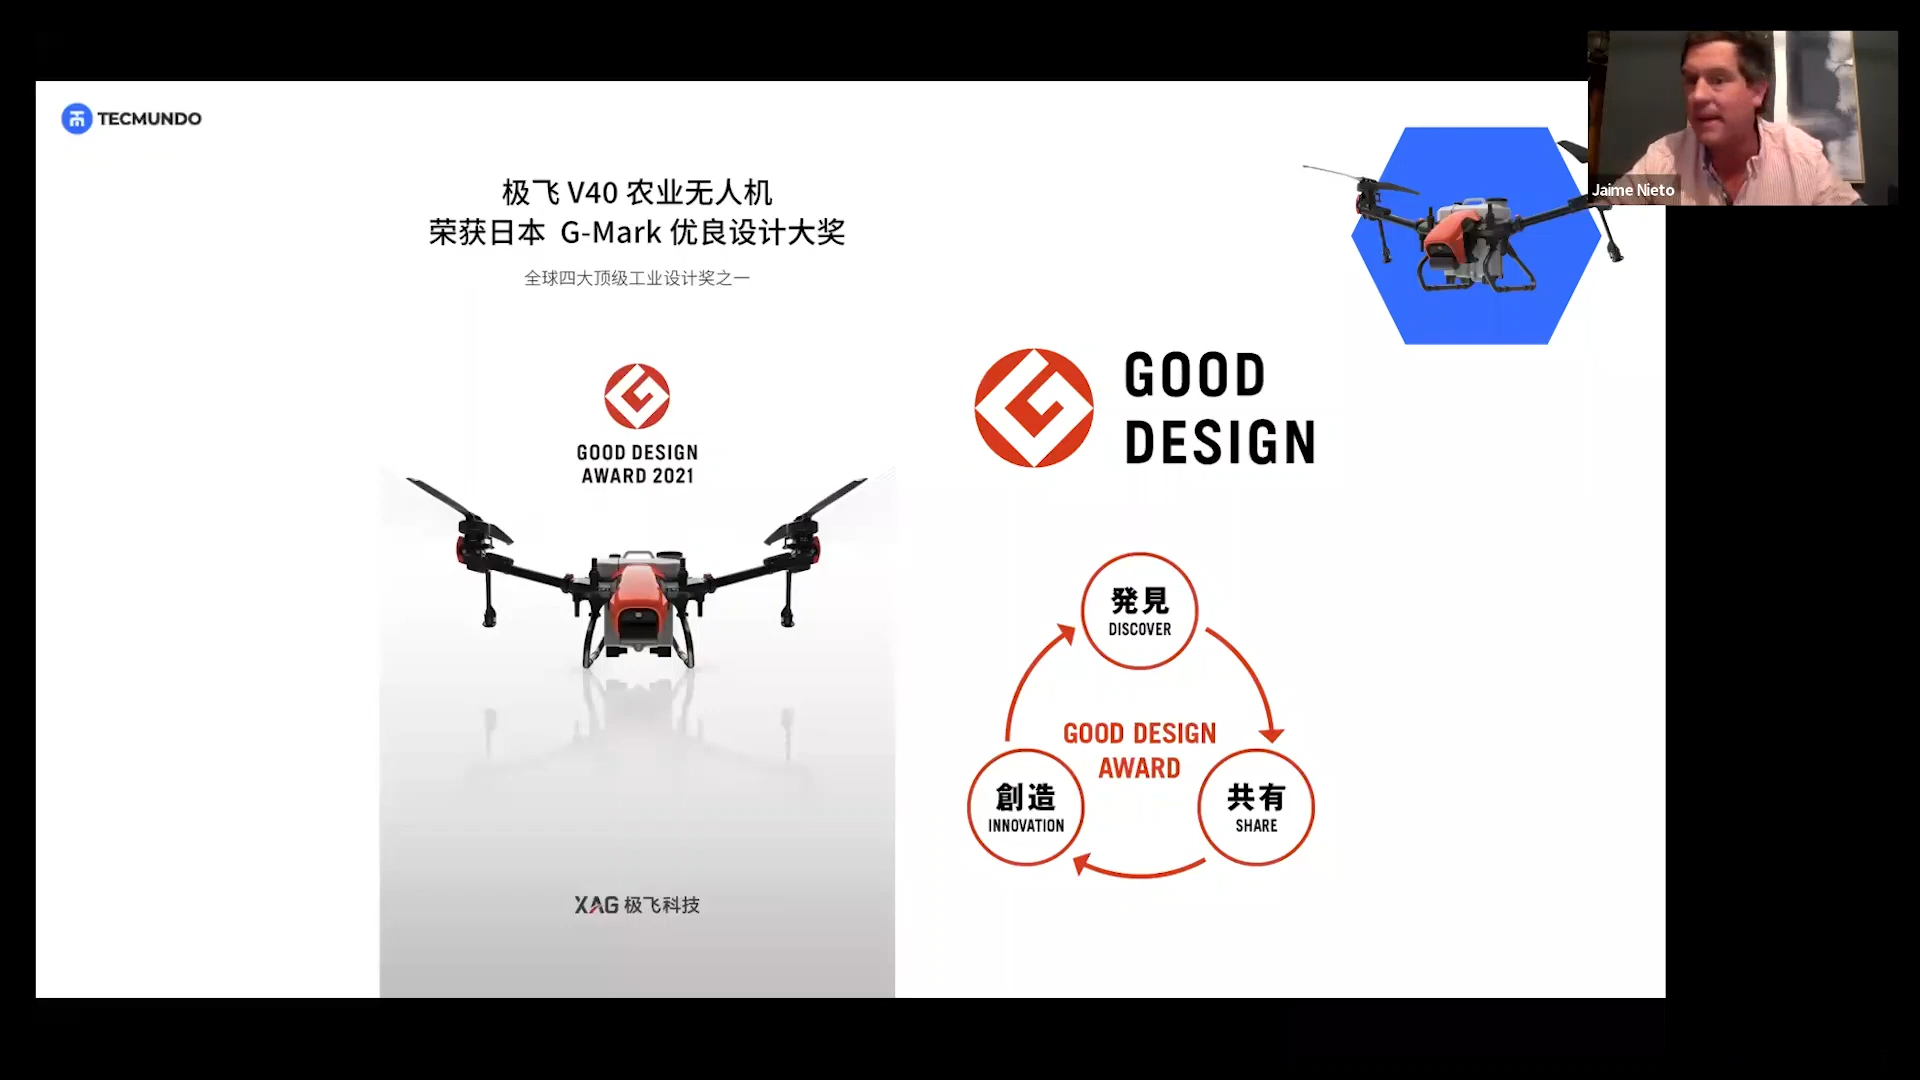 TECMUNDO
极飞 V40 农业无人机
荣获日本 G-Mark 优良设计大奖
全球四大顶级工业设计奖之一
GOOD DESIGN
AWARD 2021
XAG 极飞科技
GOOD
DESIGN
発見
DISCOVER
GOOD DESIGN
AWARD
創造
INNOVATION
共有
SHARE
Jaime Nieto